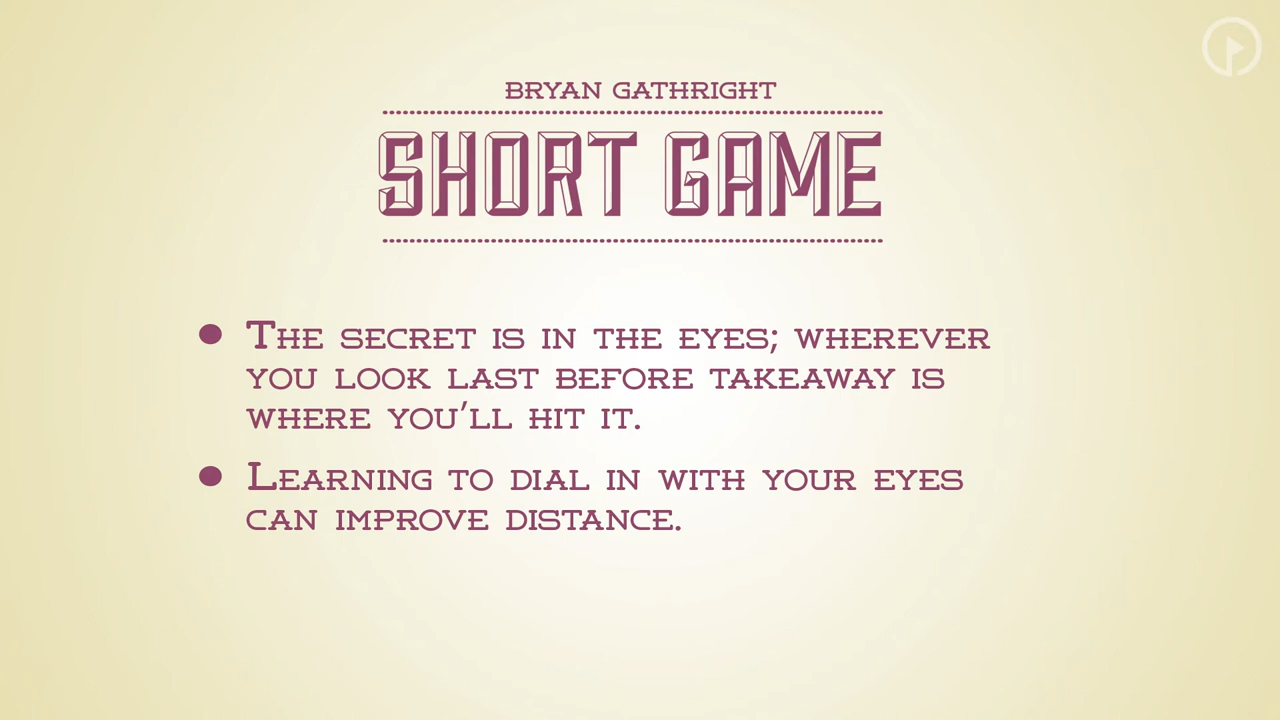 BRYAN GATHRIGHT
SHORT GAME
• THE SECRET IS IN THE EYES; WHEREVER
YOU LOOK LAST BEFORE TAKEAWAY IS
WHERE YOU'LL HIT IT.
• LEARNING TO DIAL IN WITH YOUR EYES
CAN IMPROVE DISTANCE.